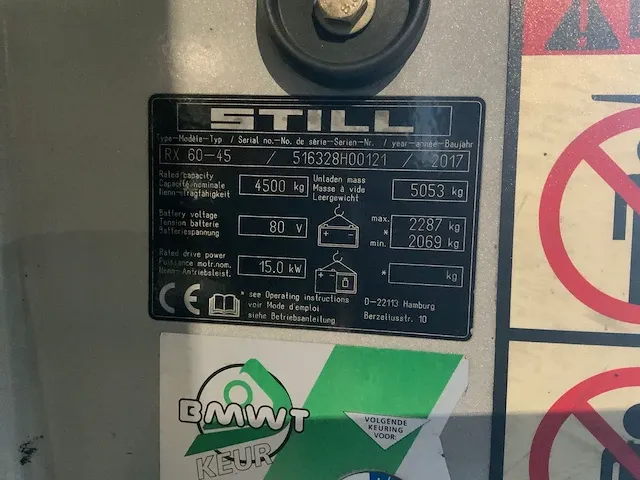 STILL
Type-Modèle-Typ / Serial no.-No. de série-Serien-Nr. / year-année-Baujahr
RX 60-45 / 516328H00121 / 2017
Rated capacity
Capacité nominale
Nenn-Tragfähigkeit
4500 kg
Unladen mass
Masse à vide
Leergewicht
5053 kg
Battery voltage
Tension batterie
Batteriespannung
80 V
max. 2287 kg
*
min. 2069 kg
Rated drive power
Puissance motr.nom.
Nenn-Antriebsleist.
15.0 kW
* kg
CE
* see Operating instructions
voir Mode d'emploi
siehe Betriebsanleitung
D-22113 Hamburg
Berzeliusstr. 10
BMWT
KEUR
VOLGENDE
KEURING
VOOR: